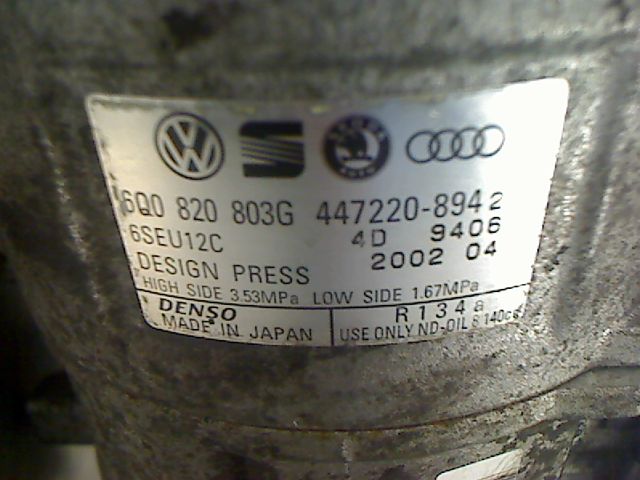 6Q0 820 803G 447220-8942
6SEU12C 4D 9406
DESIGN PRESS 2002 04
HIGH SIDE 3.53MPa LOW SIDE 1.67MPa
DENSO
MADE IN JAPAN
R134a
USE ONLY ND-OIL 8 140cc